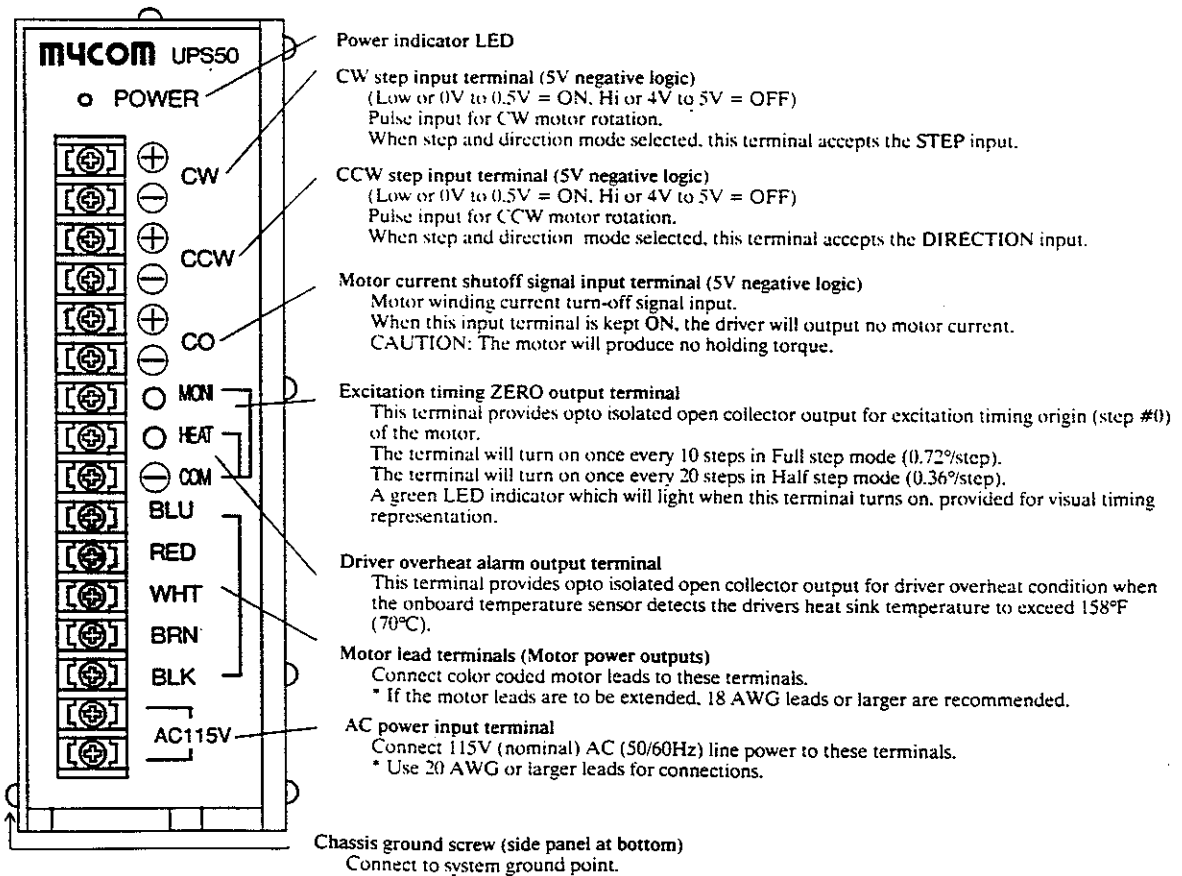 mycom UPS50
POWER
⊕
CW
⊖
⊕
CCW
⊖
⊕
CO
⊖
MONI
HEAT
⊖ COM
BLU
RED
WHT
BRN
BLK
AC115V
Power indicator LED
CW step input terminal (5V negative logic)
(Low or 0V to 0.5V = ON, Hi or 4V to 5V = OFF)
Pulse input for CW motor rotation.
When step and direction mode selected, this terminal accepts the STEP input.
CCW step input terminal (5V negative logic)
(Low or 0V to 0.5V = ON, Hi or 4V to 5V = OFF)
Pulse input for CCW motor rotation.
When step and direction mode selected, this terminal accepts the DIRECTION input.
Motor current shutoff signal input terminal (5V negative logic)
Motor winding current turn-off signal input.
When this input terminal is kept ON, the driver will output no motor current.
CAUTION: The motor will produce no holding torque.
Excitation timing ZERO output terminal
This terminal provides opto isolated open collector output for excitation timing origin (step #0)
of the motor.
The terminal will turn on once every 10 steps in Full step mode (0.72°/step).
The terminal will turn on once every 20 steps in Half step mode (0.36°/step).
A green LED indicator which will light when this terminal turns on, provided for visual timing
representation.
Driver overheat alarm output terminal
This terminal provides opto isolated open collector output for driver overheat condition when
the onboard temperature sensor detects the drivers heat sink temperature to exceed 158°F
(70°C).
Motor lead terminals (Motor power outputs)
Connect color coded motor leads to these terminals.
* If the motor leads are to be extended, 18 AWG leads or larger are recommended.
AC power input terminal
Connect 115V (nominal) AC (50/60Hz) line power to these terminals.
* Use 20 AWG or larger leads for connections.
Chassis ground screw (side panel at bottom)
Connect to system ground point.